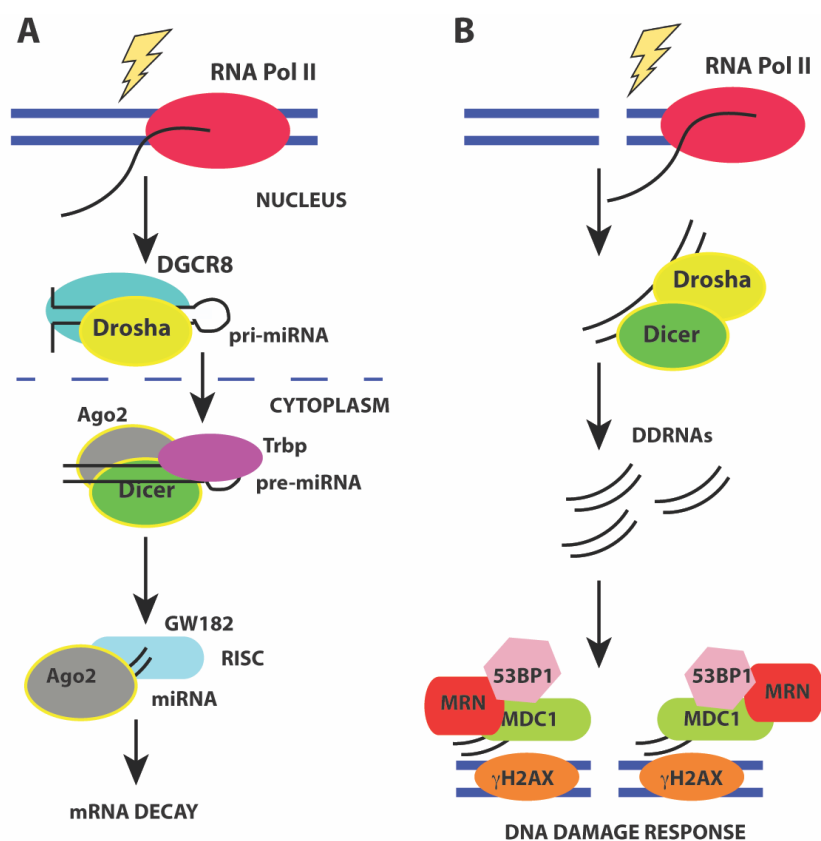 A
RNA Pol II
NUCLEUS
DGCR8
Drosha
pri-miRNA
CYTOPLASM
Ago2
Trbp
Dicer
pre-miRNA
GW182
Ago2
RISC
miRNA
mRNA DECAY
B
RNA Pol II
Drosha
Dicer
DDRNAs
53BP1
MRN
MDC1
γH2AX
53BP1
MRN
MDC1
γH2AX
DNA DAMAGE RESPONSE